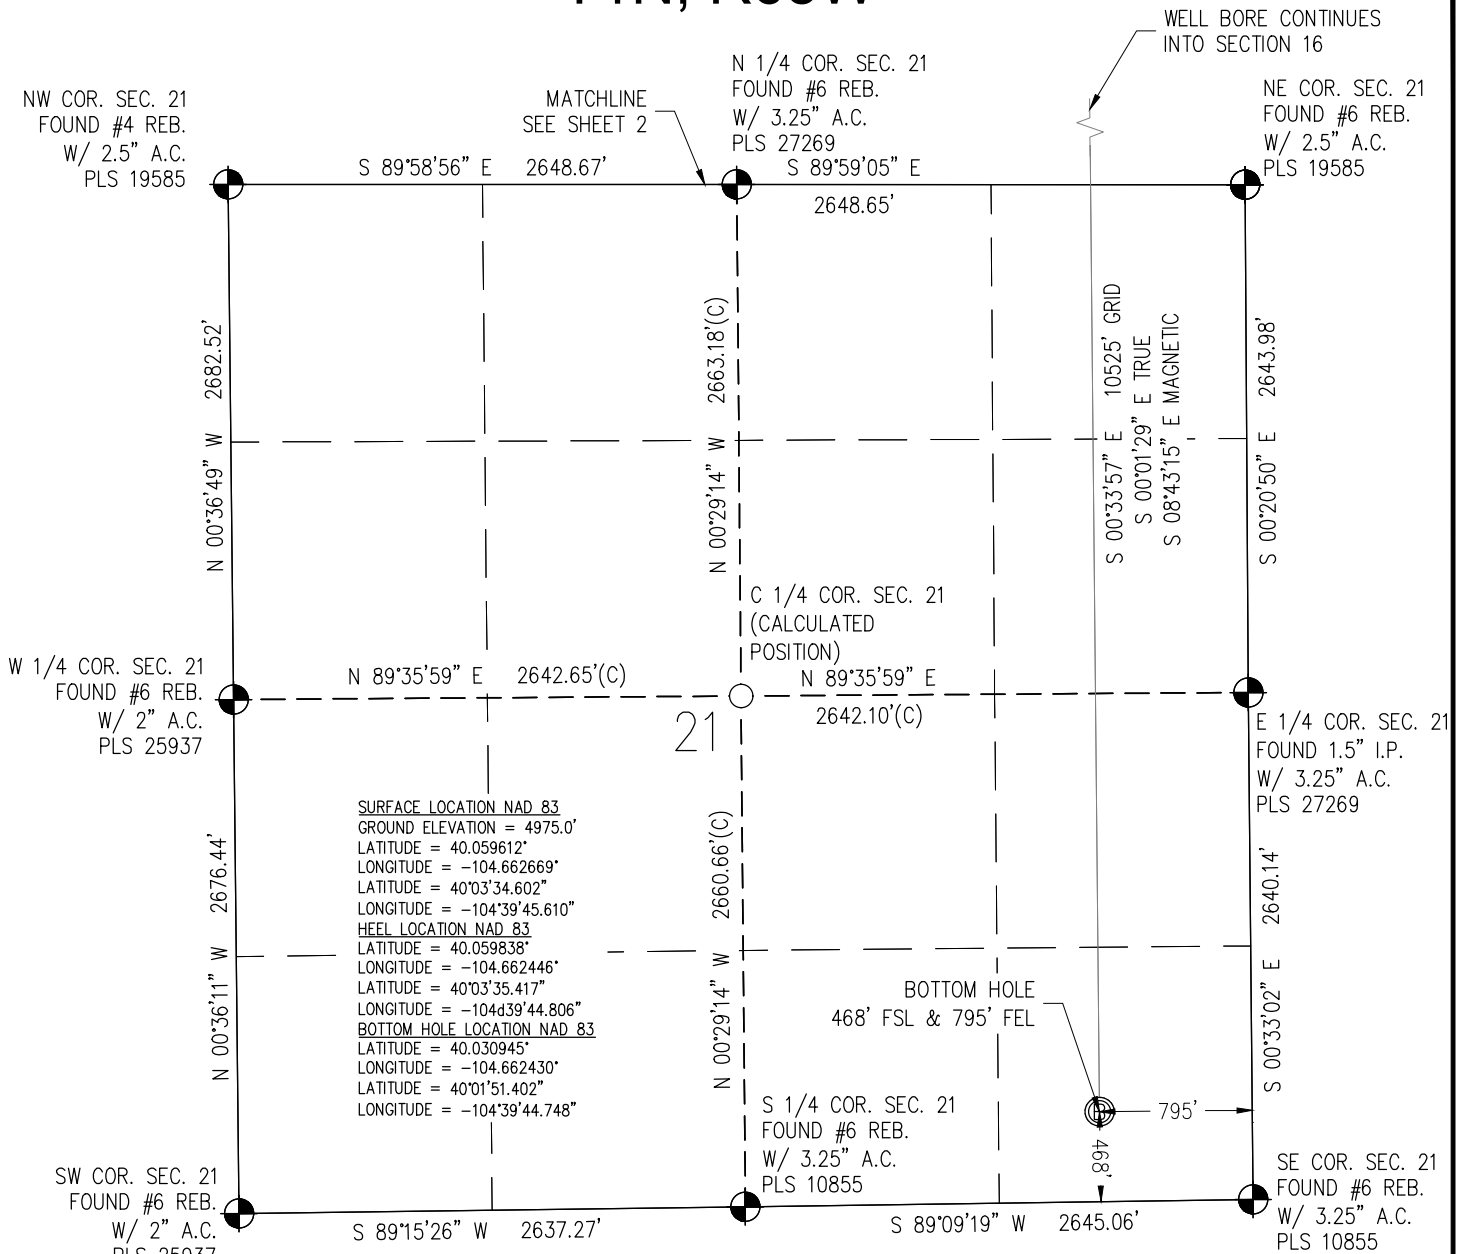 WELL BORE CONTINUES
INTO SECTION 16
NW COR. SEC. 21
FOUND #4 REB.
W/ 2.5" A.C.
PLS 19585
MATCHLINE
SEE SHEET 2
N 1/4 COR. SEC. 21
FOUND #6 REB.
W/ 3.25" A.C.
PLS 27269
NE COR. SEC. 21
FOUND #6 REB.
W/ 2.5" A.C.
PLS 19585
S 89°58'56" E 2648.67'
S 89°59'05" E
2648.65'
N 00°36'49" W 2682.52'
N 00°29'14" W 2663.18'(C)
S 00°33'57" E 10525' GRID
S 00°01'29" E TRUE
S 08°43'15" E MAGNETIC
S 00°20'50" E 2643.98'
C 1/4 COR. SEC. 21
(CALCULATED
POSITION)
W 1/4 COR. SEC. 21
FOUND #6 REB.
W/ 2" A.C.
PLS 25937
N 89°35'59" E 2642.65'(C)
N 89°35'59" E
2642.10'(C)
21
E 1/4 COR. SEC. 21
FOUND 1.5" I.P.
W/ 3.25" A.C.
PLS 27269
SURFACE LOCATION NAD 83
GROUND ELEVATION = 4975.0'
LATITUDE = 40.059612°
LONGITUDE = -104.662669°
LATITUDE = 40°03'34.602"
LONGITUDE = -104°39'45.610"
HEEL LOCATION NAD 83
LATITUDE = 40.059838°
LONGITUDE = -104.662446°
LATITUDE = 40°03'35.417"
LONGITUDE = -104d39'44.806"
BOTTOM HOLE LOCATION NAD 83
LATITUDE = 40.030945°
LONGITUDE = -104.662430°
LATITUDE = 40°01'51.402"
LONGITUDE = -104°39'44.748"
N 00°36'11" W 2676.44'
N 00°29'14" W 2660.66'(C)
S 00°33'02" E 2640.14'
BOTTOM HOLE
468' FSL & 795' FEL
B
795'
468'
SW COR. SEC. 21
FOUND #6 REB.
W/ 2" A.C.
PLS 25937
S 1/4 COR. SEC. 21
FOUND #6 REB.
W/ 3.25" A.C.
PLS 10855
SE COR. SEC. 21
FOUND #6 REB.
W/ 3.25" A.C.
PLS 10855
S 89°15'26" W 2637.27'
S 89°09'19" W 2645.06'